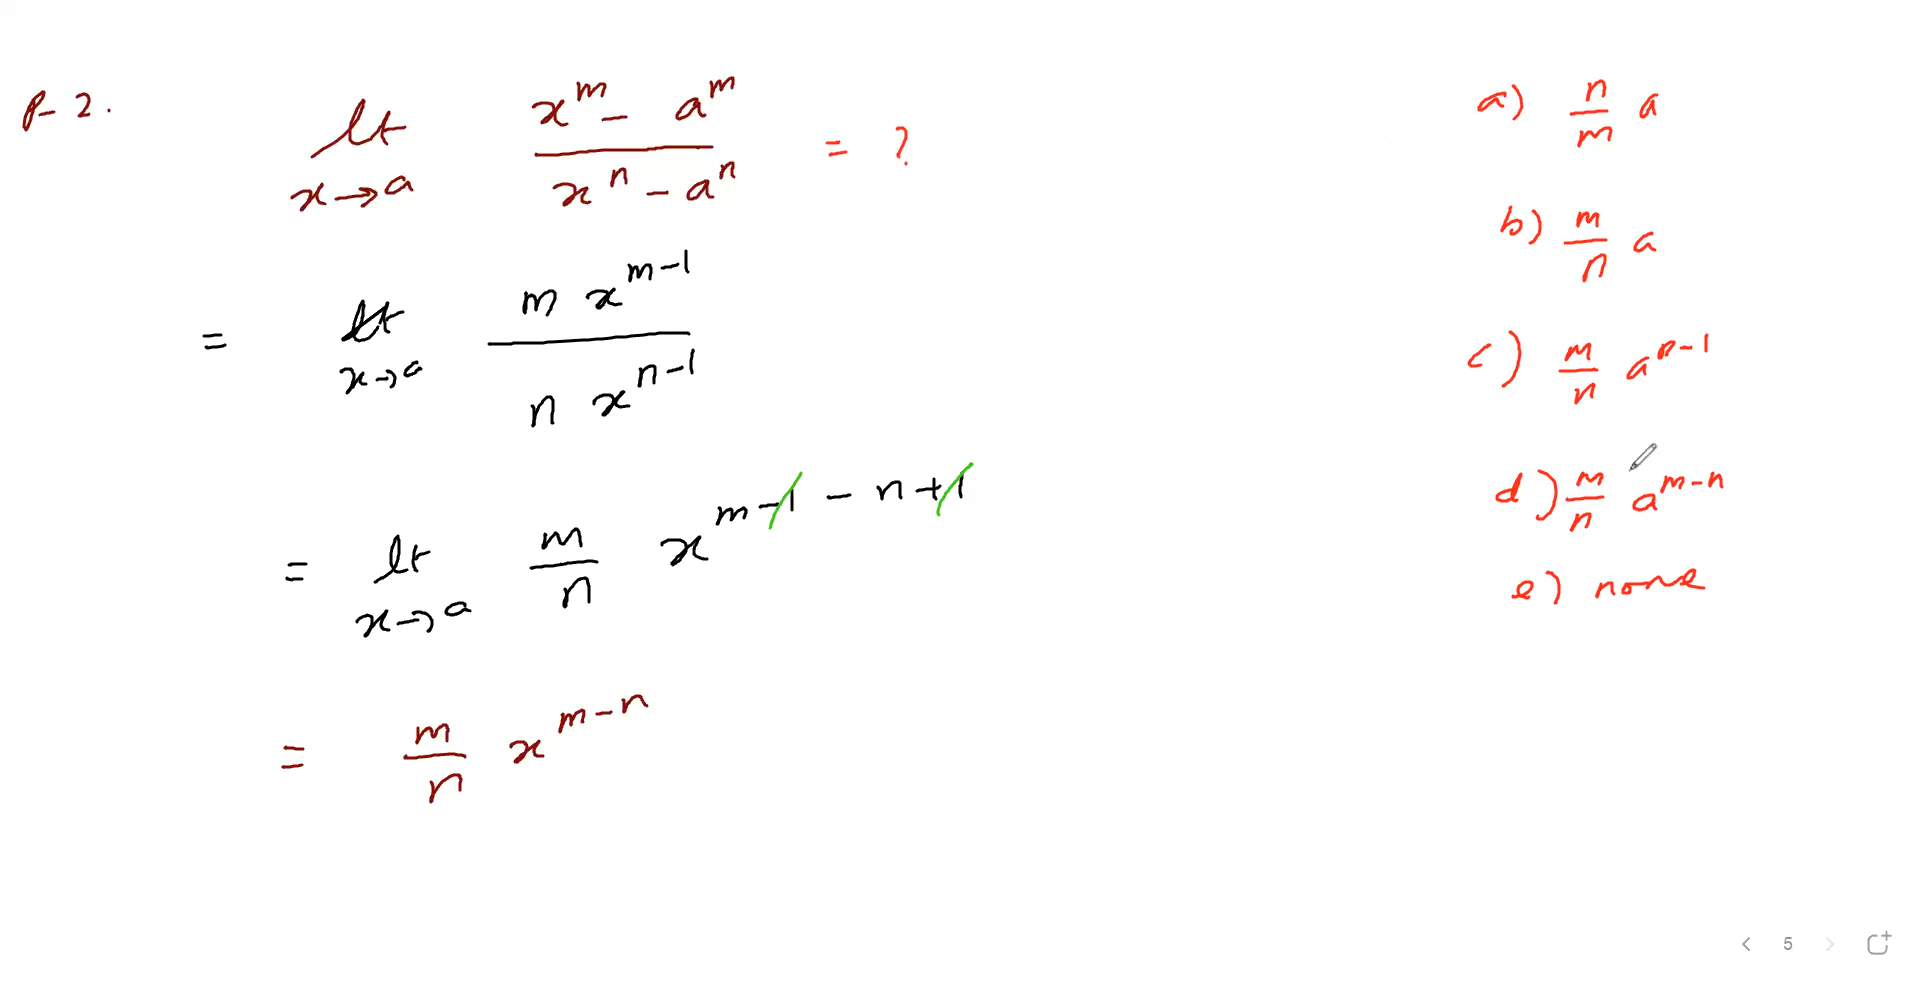 P-2.
lt x→a (x^m - a^m)/(x^n - a^n) = ?
= lt x→a (m x^(m-1))/(n x^(n-1))
= lt x→a m/n x^(m-1-n+1)
= m/n x^(m-n)
a) n/m a
b) m/n a
c) m/n a^(n-1)
d) m/n a^(m-n)
e) none
5